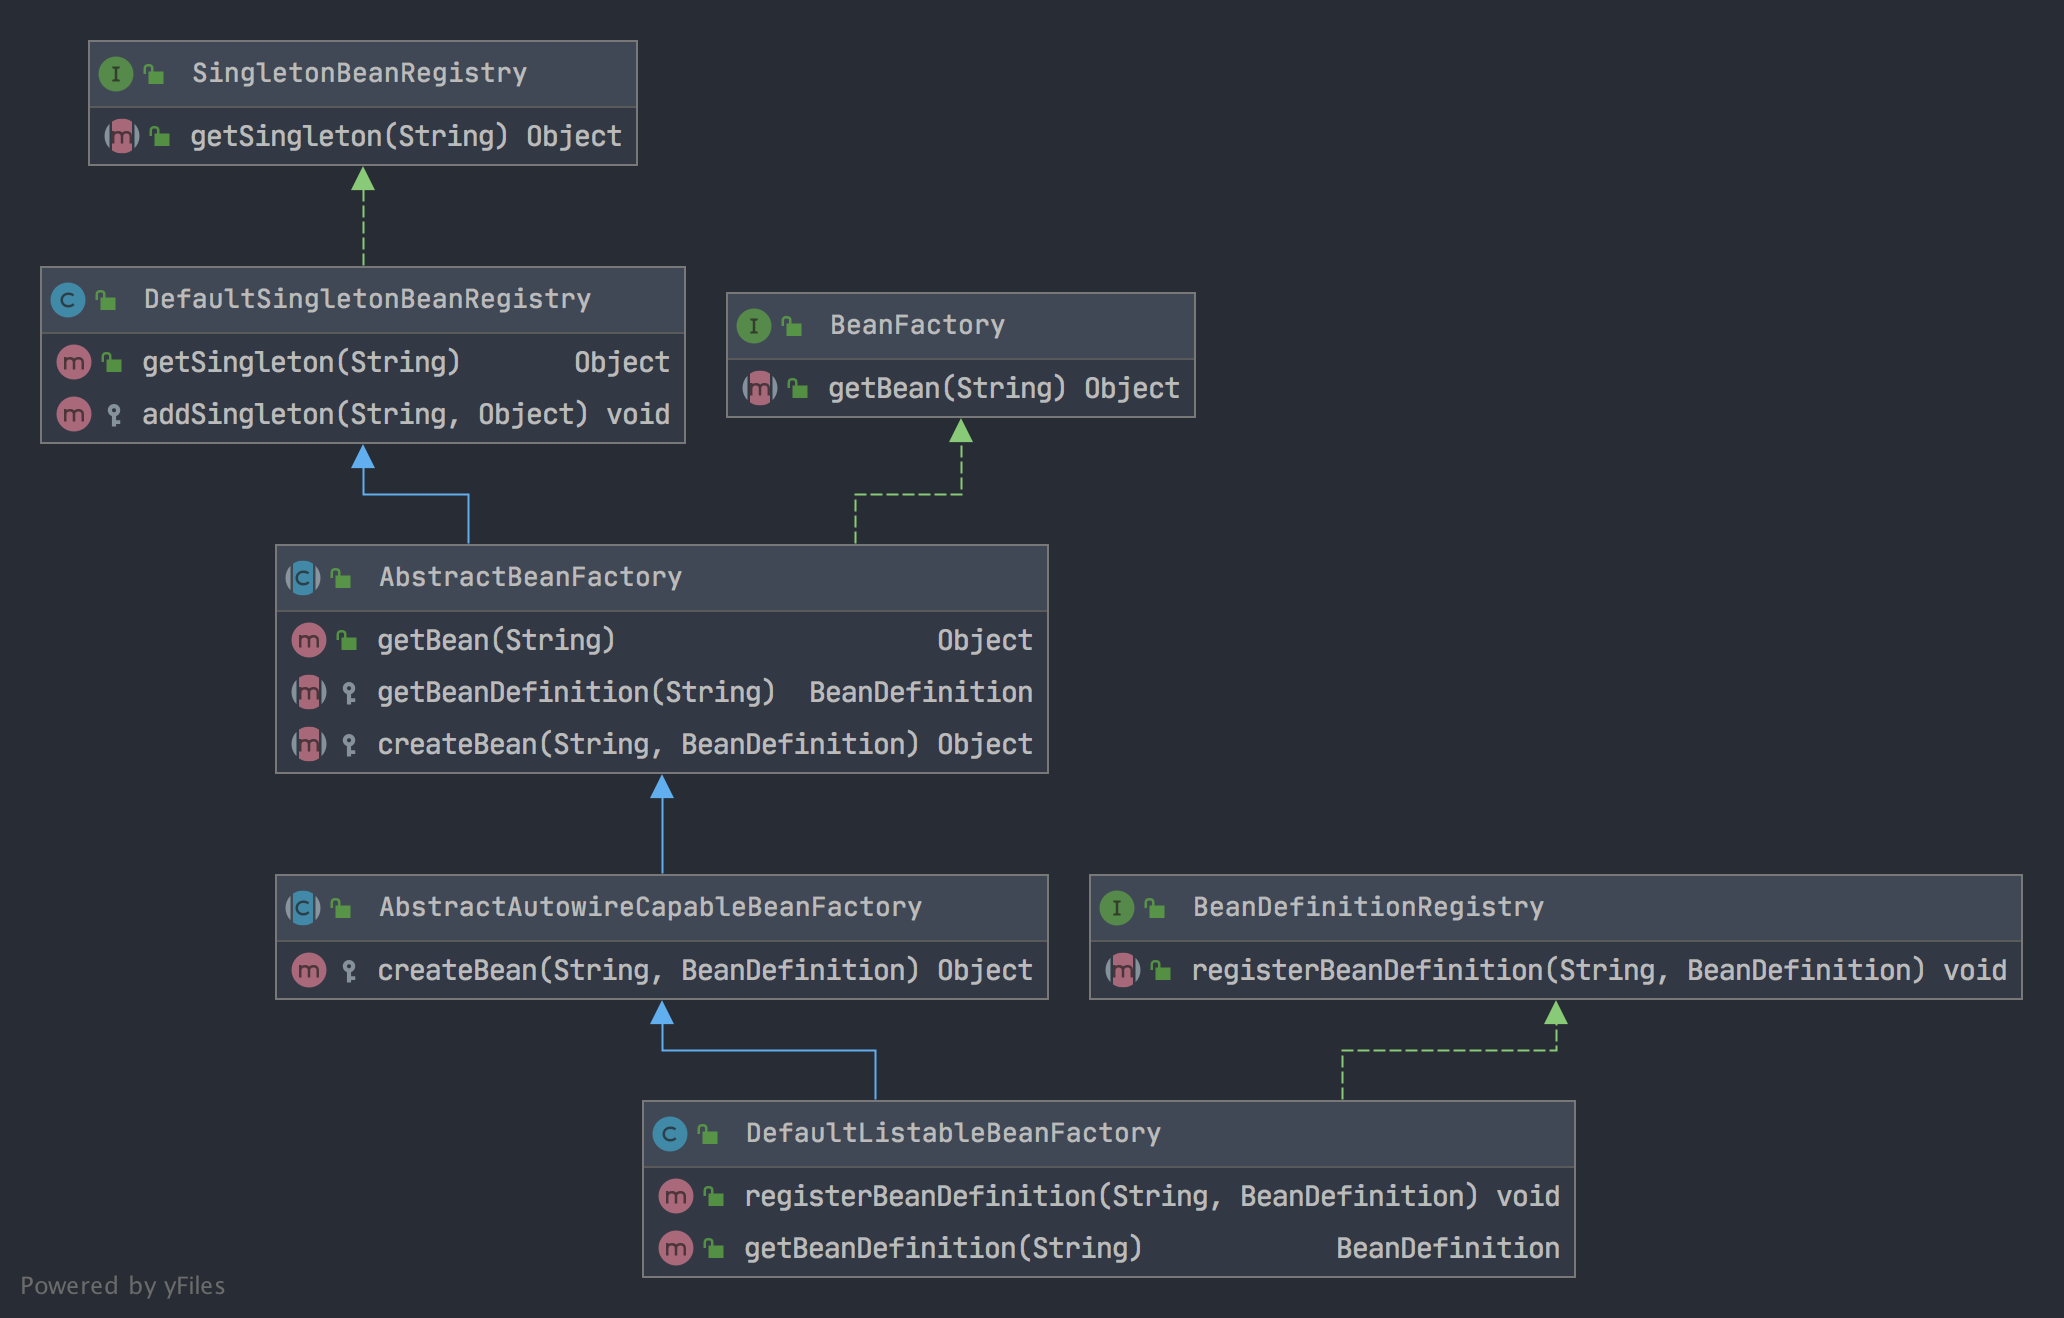 SingletonBeanRegistry
getSingleton(String) Object
DefaultSingletonBeanRegistry
getSingleton(String) Object
addSingleton(String, Object) void
BeanFactory
getBean(String) Object
AbstractBeanFactory
getBean(String) Object
getBeanDefinition(String) BeanDefinition
createBean(String, BeanDefinition) Object
AbstractAutowireCapableBeanFactory
createBean(String, BeanDefinition) Object
BeanDefinitionRegistry
registerBeanDefinition(String, BeanDefinition) void
DefaultListableBeanFactory
registerBeanDefinition(String, BeanDefinition) void
getBeanDefinition(String) BeanDefinition
Powered by yFiles